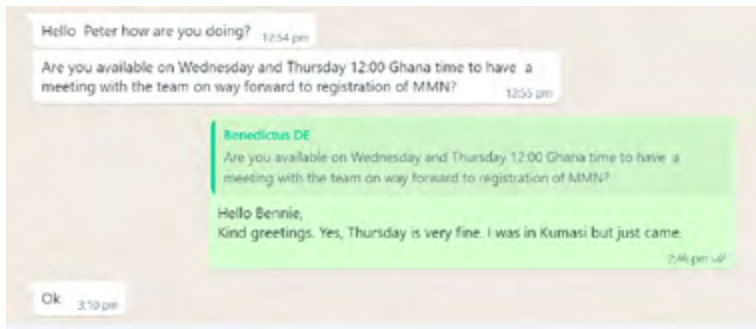 Hello Peter how are you doing? 12:54 pm
Are you available on Wednesday and Thursday 12:00 Ghana time to have a
meeting with the team on way forward to registration of MMN? 12:55 pm
Benedictus DE
Are you available on Wednesday and Thursday 12:00 Ghana time to have a
meeting with the team on way forward to registration of MMN?
Hello Bennie,
Kind greetings. Yes, Thursday is very fine. I was in Kumasi but just came.
2:46 pm
Ok 3:10 pm